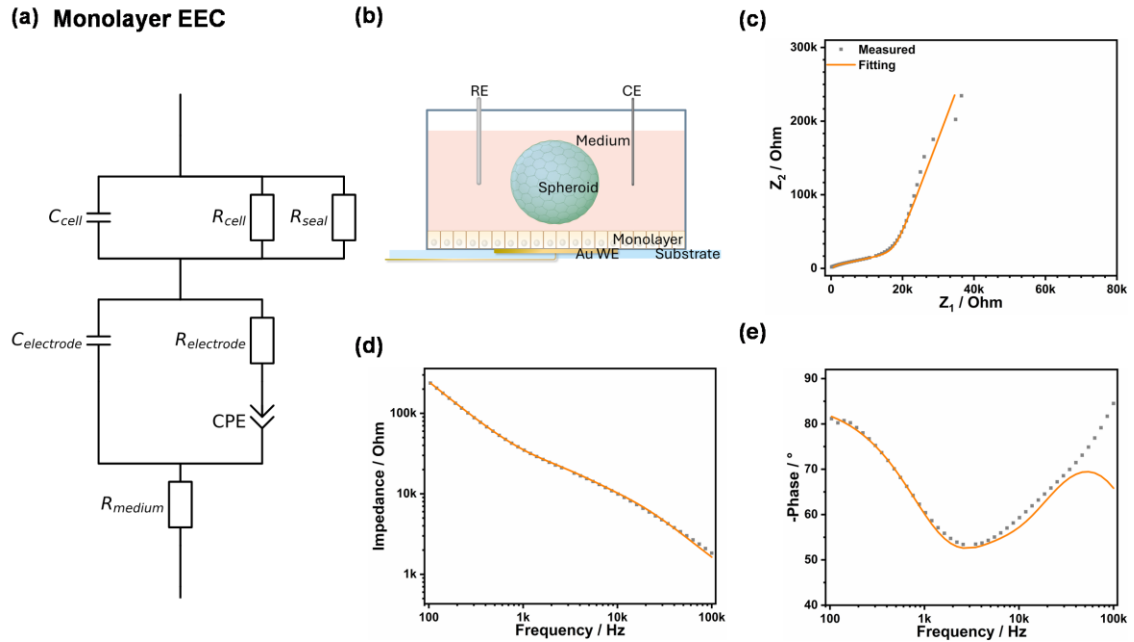 (a) Monolayer EEC
C_cell
R_cell
R_seal
C_electrode
R_electrode
CPE
R_medium
(b)
RE
CE
Medium
Spheroid
Monolayer
Au WE
Substrate
(c)
Z_2 / Ohm
300k
200k
100k
0
Measured
Fitting
0
20k
40k
60k
80k
Z_1 / Ohm
(d)
Impedance / Ohm
100k
10k
1k
100
1k
10k
100k
Frequency / Hz
(e)
-Phase / °
90
80
70
60
50
40
100
1k
10k
100k
Frequency / Hz